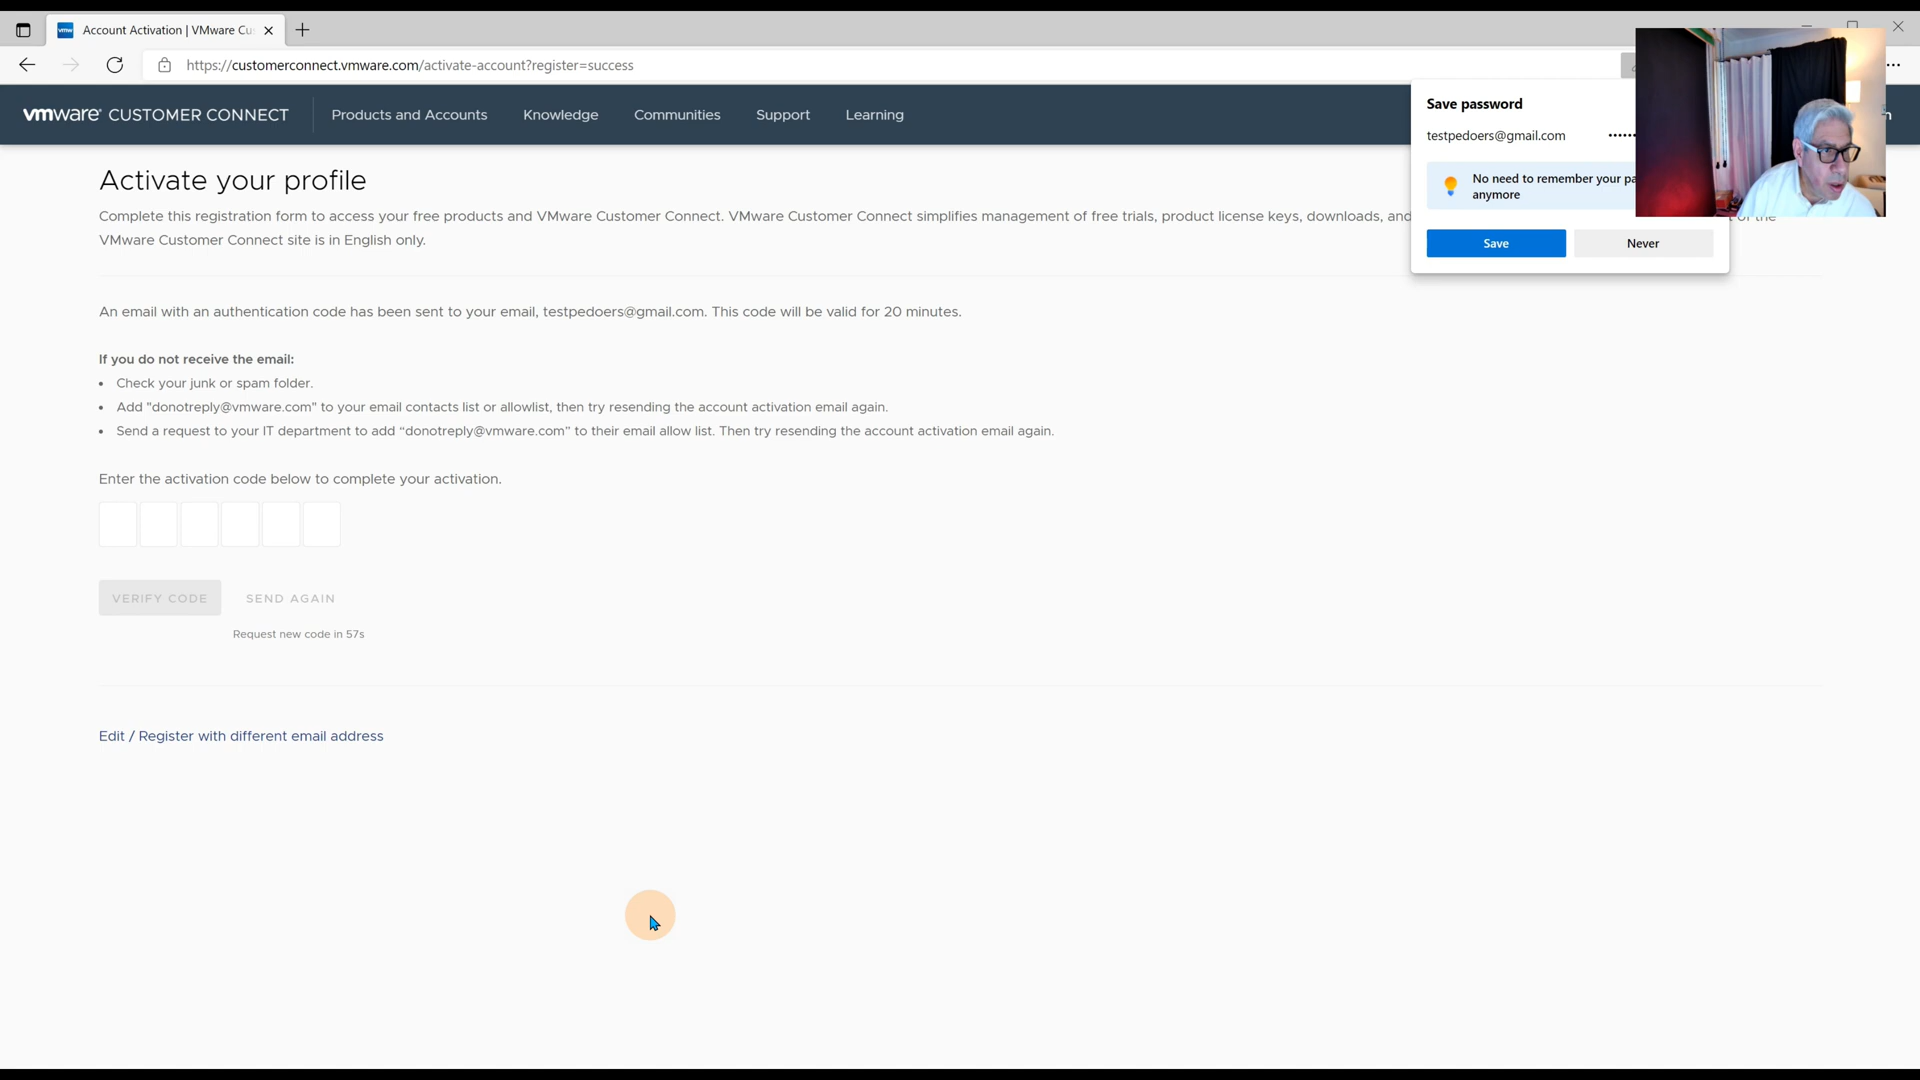 Account Activation | VMware Cu
https://customerconnect.vmware.com/activate-account?register=success
vmware® CUSTOMER CONNECT
Products and Accounts
Knowledge
Communities
Support
Learning
Save password
testpedoers@gmail.com ••••••
No need to remember your pa
anymore
Save
Never
Activate your profile
Complete this registration form to access your free products and VMware Customer Connect. VMware Customer Connect simplifies management of free trials, product license keys, downloads, and
VMware Customer Connect site is in English only.
An email with an authentication code has been sent to your email, testpedoers@gmail.com. This code will be valid for 20 minutes.
If you do not receive the email:
• Check your junk or spam folder.
• Add "donotreply@vmware.com" to your email contacts list or allowlist, then try resending the account activation email again.
• Send a request to your IT department to add “donotreply@vmware.com” to their email allow list. Then try resending the account activation email again.
Enter the activation code below to complete your activation.
VERIFY CODE
SEND AGAIN
Request new code in 57s
Edit / Register with different email address